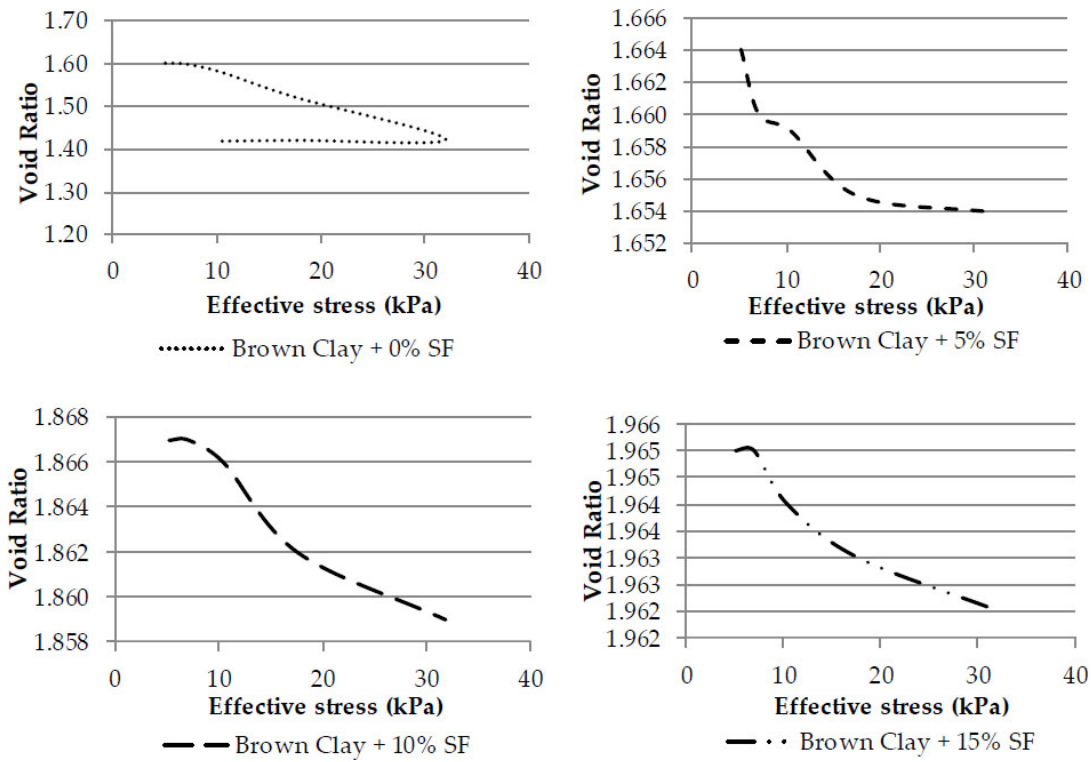 1.70
1.60
1.50
1.40
1.30
1.20
Void Ratio
0 10 20 30 40
Effective stress (kPa)
Brown Clay + 0% SF
1.666
1.664
1.662
1.660
1.658
1.656
1.654
1.652
Void Ratio
0 10 20 30 40
Effective stress (kPa)
Brown Clay + 5% SF
1.868
1.866
1.864
1.862
1.860
1.858
Void Ratio
0 10 20 30 40
Effective stress (kPa)
Brown Clay + 10% SF
1.966
1.965
1.965
1.964
1.964
1.963
1.963
1.962
1.962
Void Ratio
0 10 20 30 40
Effective stress (kPa)
Brown Clay + 15% SF